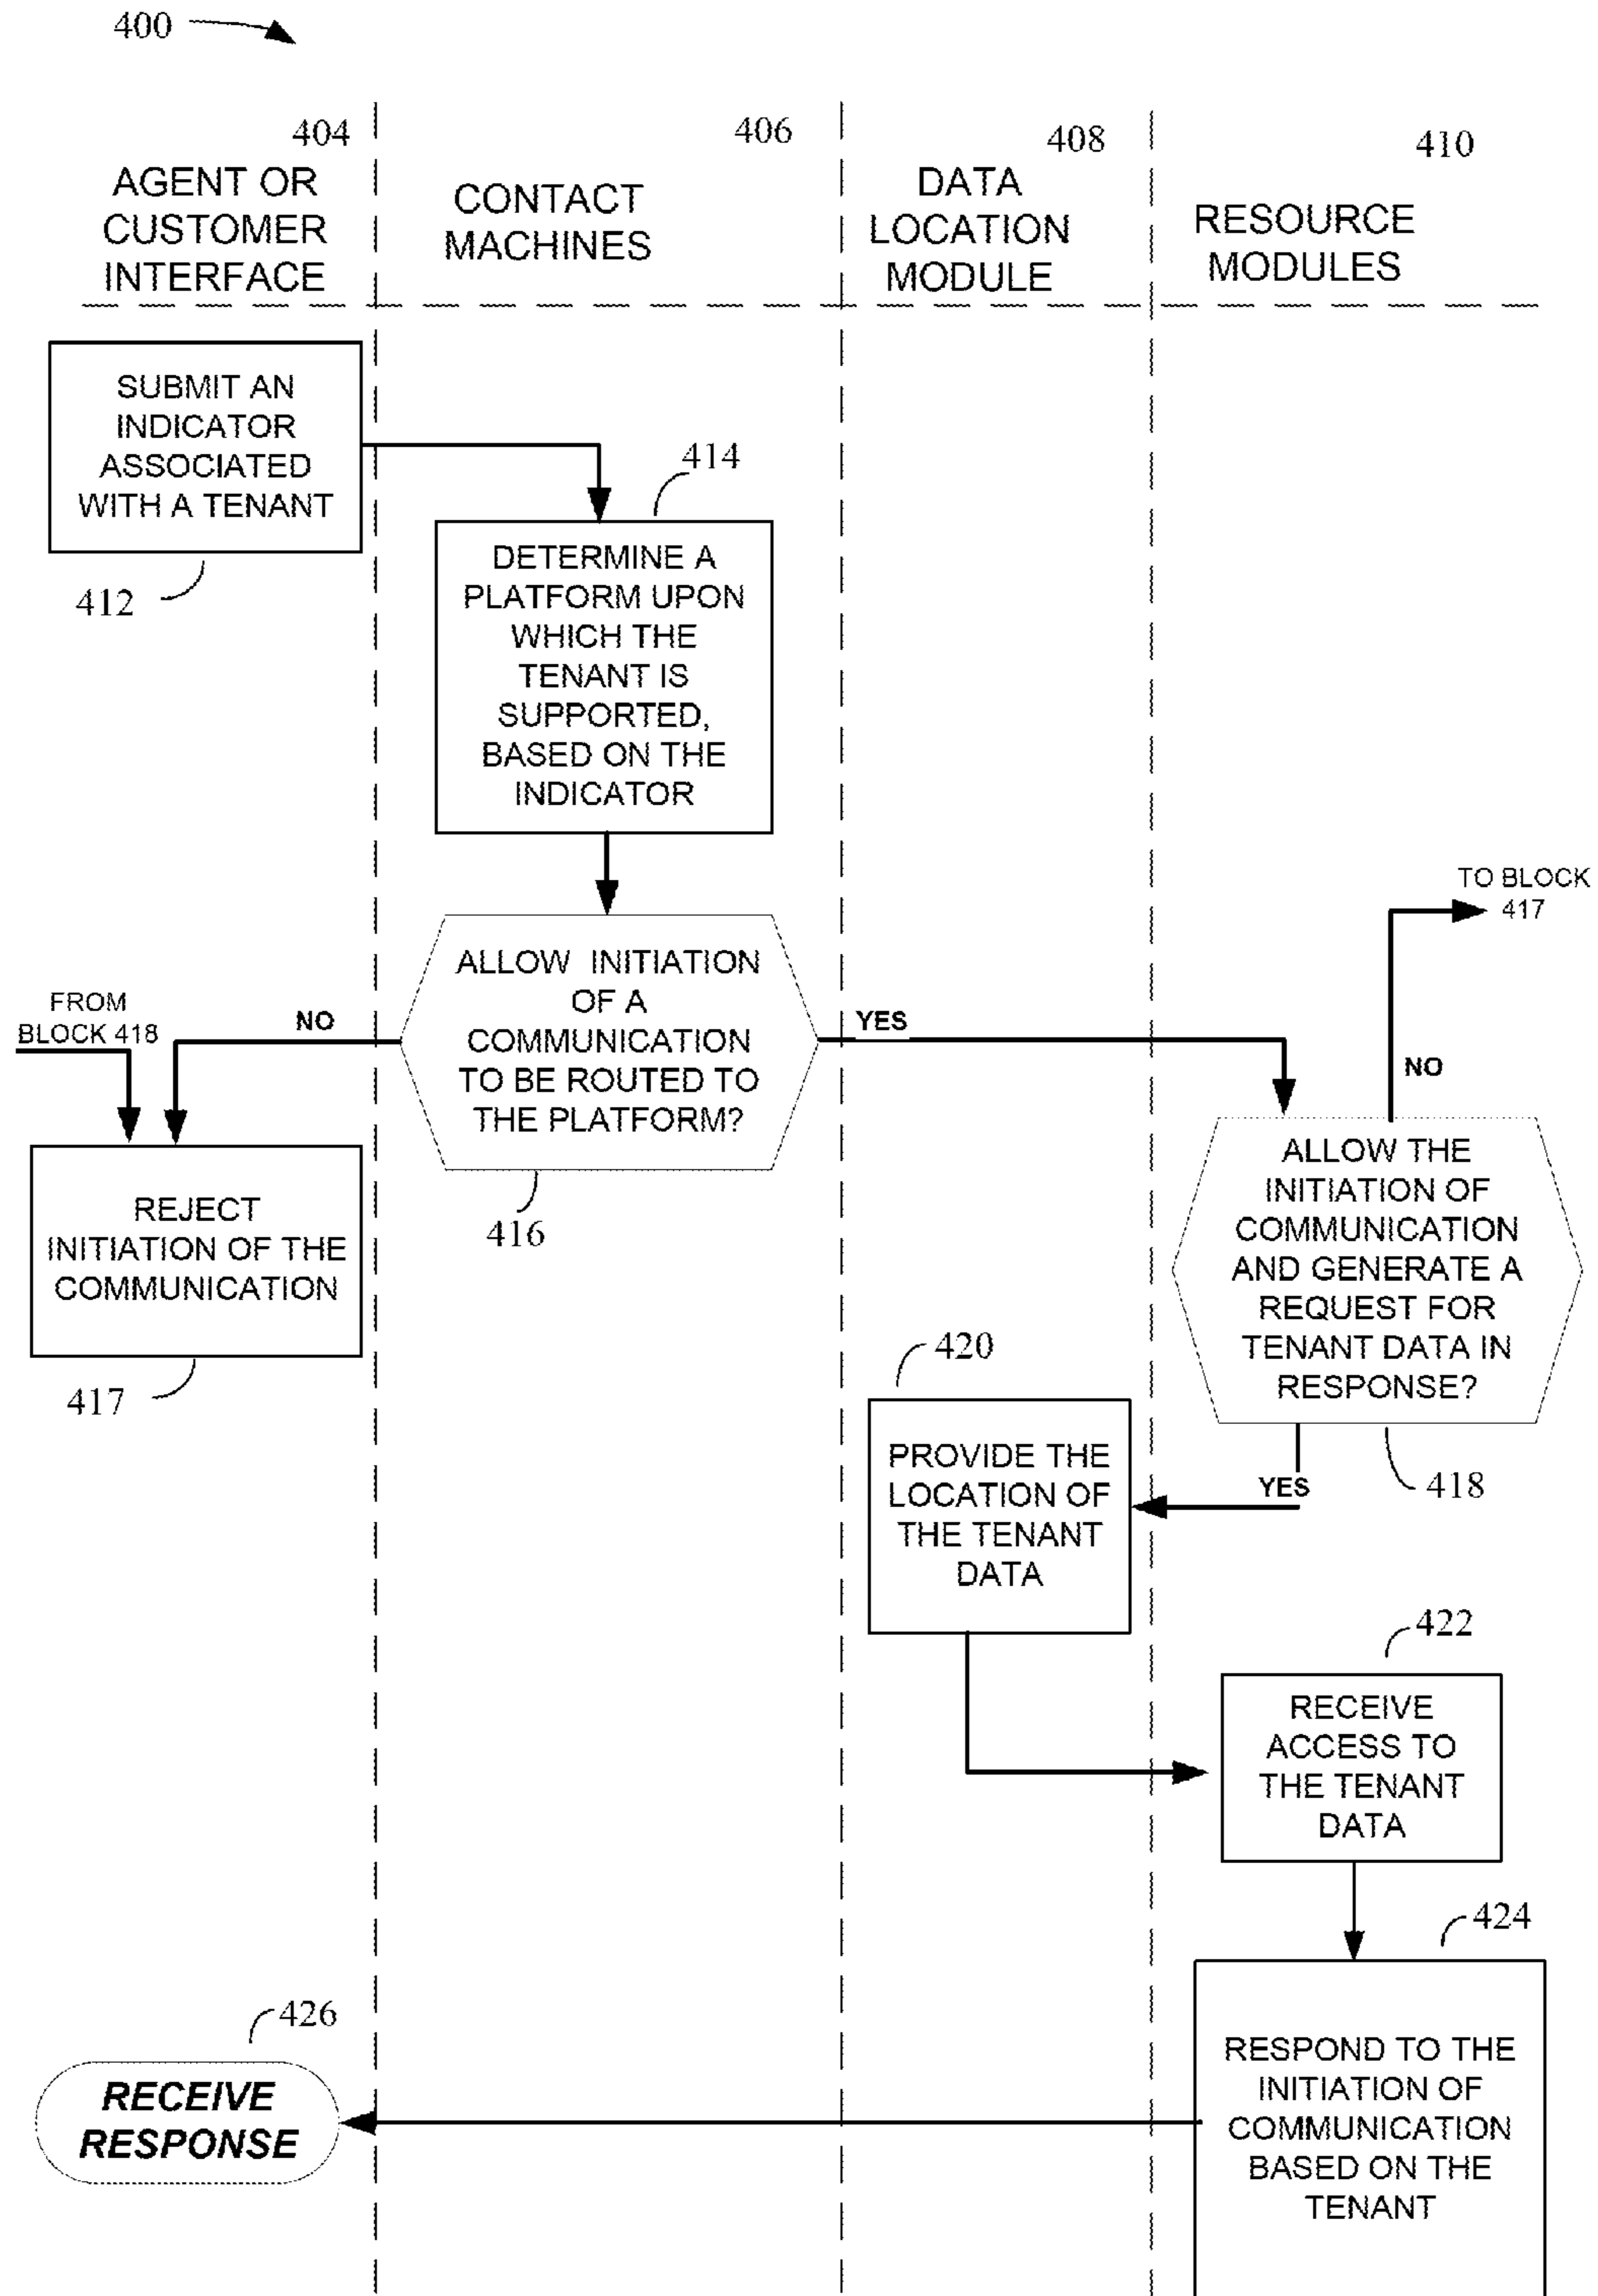 400
404
AGENT OR
CUSTOMER
INTERFACE
406
CONTACT
MACHINES
408
DATA
LOCATION
MODULE
410
RESOURCE
MODULES
SUBMIT AN
INDICATOR
ASSOCIATED
WITH A TENANT
412
414
DETERMINE A
PLATFORM UPON
WHICH THE
TENANT IS
SUPPORTED,
BASED ON THE
INDICATOR
TO BLOCK
417
ALLOW INITIATION
OF A
COMMUNICATION
TO BE ROUTED TO
THE PLATFORM?
416
FROM
BLOCK 418
NO
YES
NO
REJECT
INITIATION OF THE
COMMUNICATION
417
ALLOW THE
INITIATION OF
COMMUNICATION
AND GENERATE A
REQUEST FOR
TENANT DATA IN
RESPONSE?
418
YES
420
PROVIDE THE
LOCATION OF
THE TENANT
DATA
422
RECEIVE
ACCESS TO
THE TENANT
DATA
424
RESPOND TO THE
INITIATION OF
COMMUNICATION
BASED ON THE
TENANT
426
RECEIVE
RESPONSE